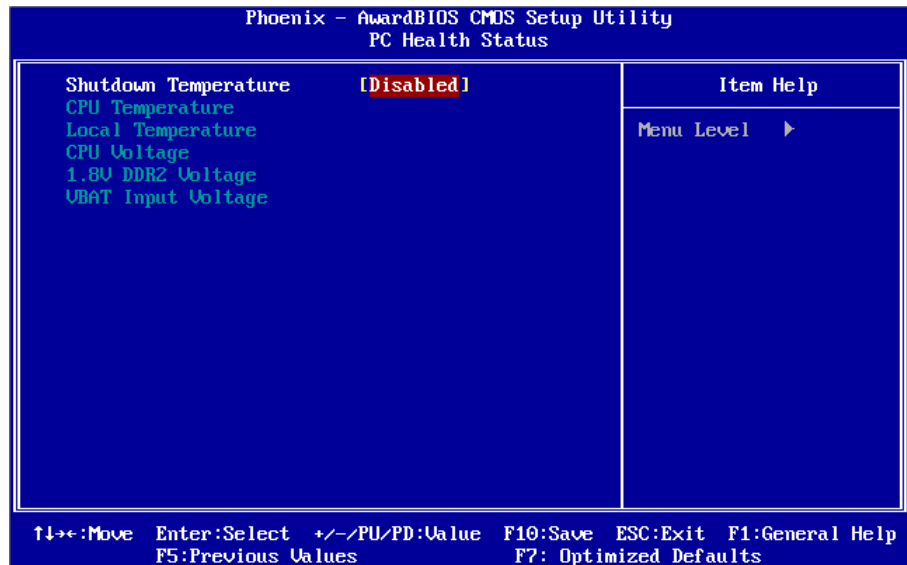 Phoenix - AwardBIOS CMOS Setup Utility
PC Health Status
Shutdown Temperature [Disabled]
CPU Temperature
Local Temperature
CPU Voltage
1.8V DDR2 Voltage
VBAT Input Voltage
Item Help
Menu Level ▶
↑↓→←:Move Enter:Select +/-/PU/PD:Value F10:Save ESC:Exit F1:General Help
F5:Previous Values F7: Optimized Defaults